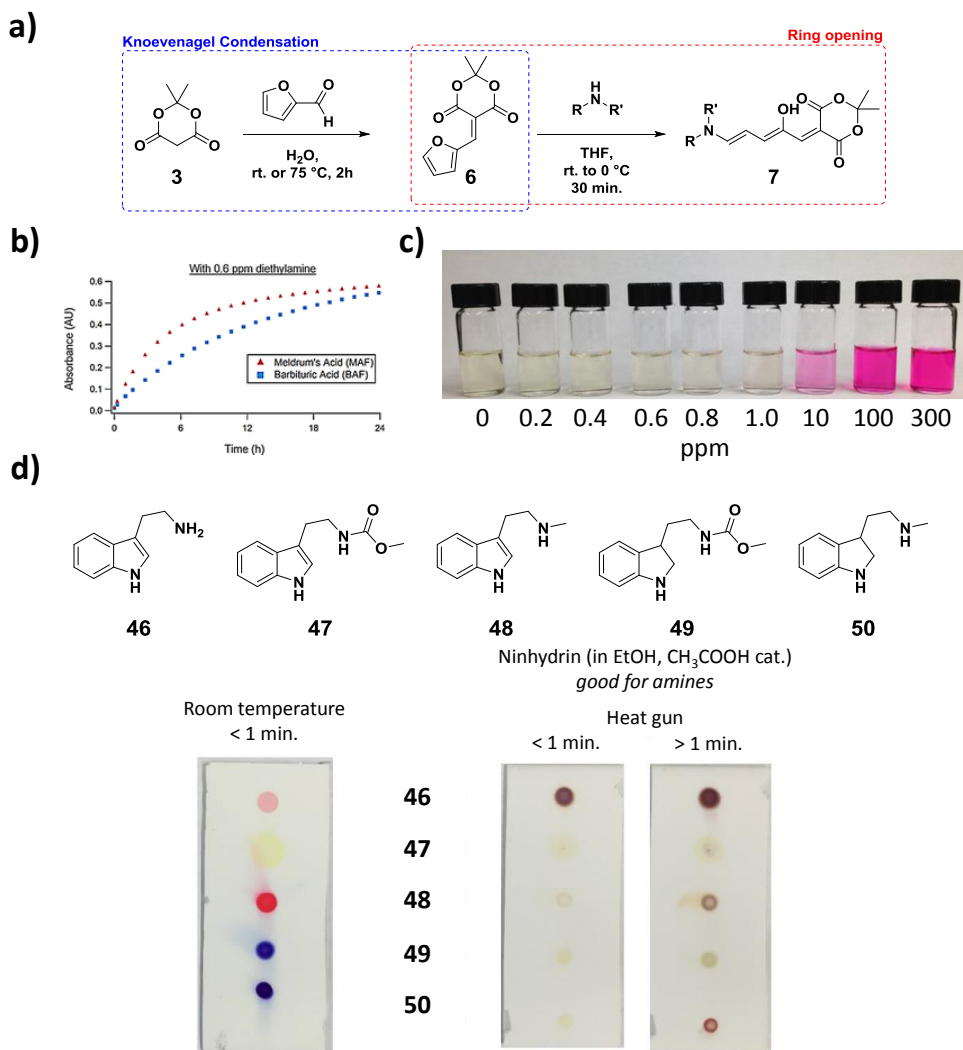 a)
Knoevenagel Condensation
Ring opening
O
O
O
O
3
O
O
H
H2O,
rt. or 75 °C, 2h
O
O
O
O
O
6
H
N
R
R'
THF,
rt. to 0 °C
30 min.
R'
N
R
OH
O
O
O
O
7
b)
With 0.6 ppm diethylamine
Absorbance (AU)
0.6
0.5
0.4
0.3
0.2
0.1
0.0
Meldrum's Acid (MAF)
Barbituric Acid (BAF)
0
6
12
18
24
Time (h)
c)
0 0.2 0.4 0.6 0.8 1.0 10 100 300
ppm
d)
NH2
N
H
46
O
N
H
O
N
H
47
H
N
N
H
48
O
N
H
O
N
H
49
H
N
N
H
50
Ninhydrin (in EtOH, CH3COOH cat.)
good for amines
Room temperature
< 1 min.
Heat gun
< 1 min.
> 1 min.
46
47
48
49
50